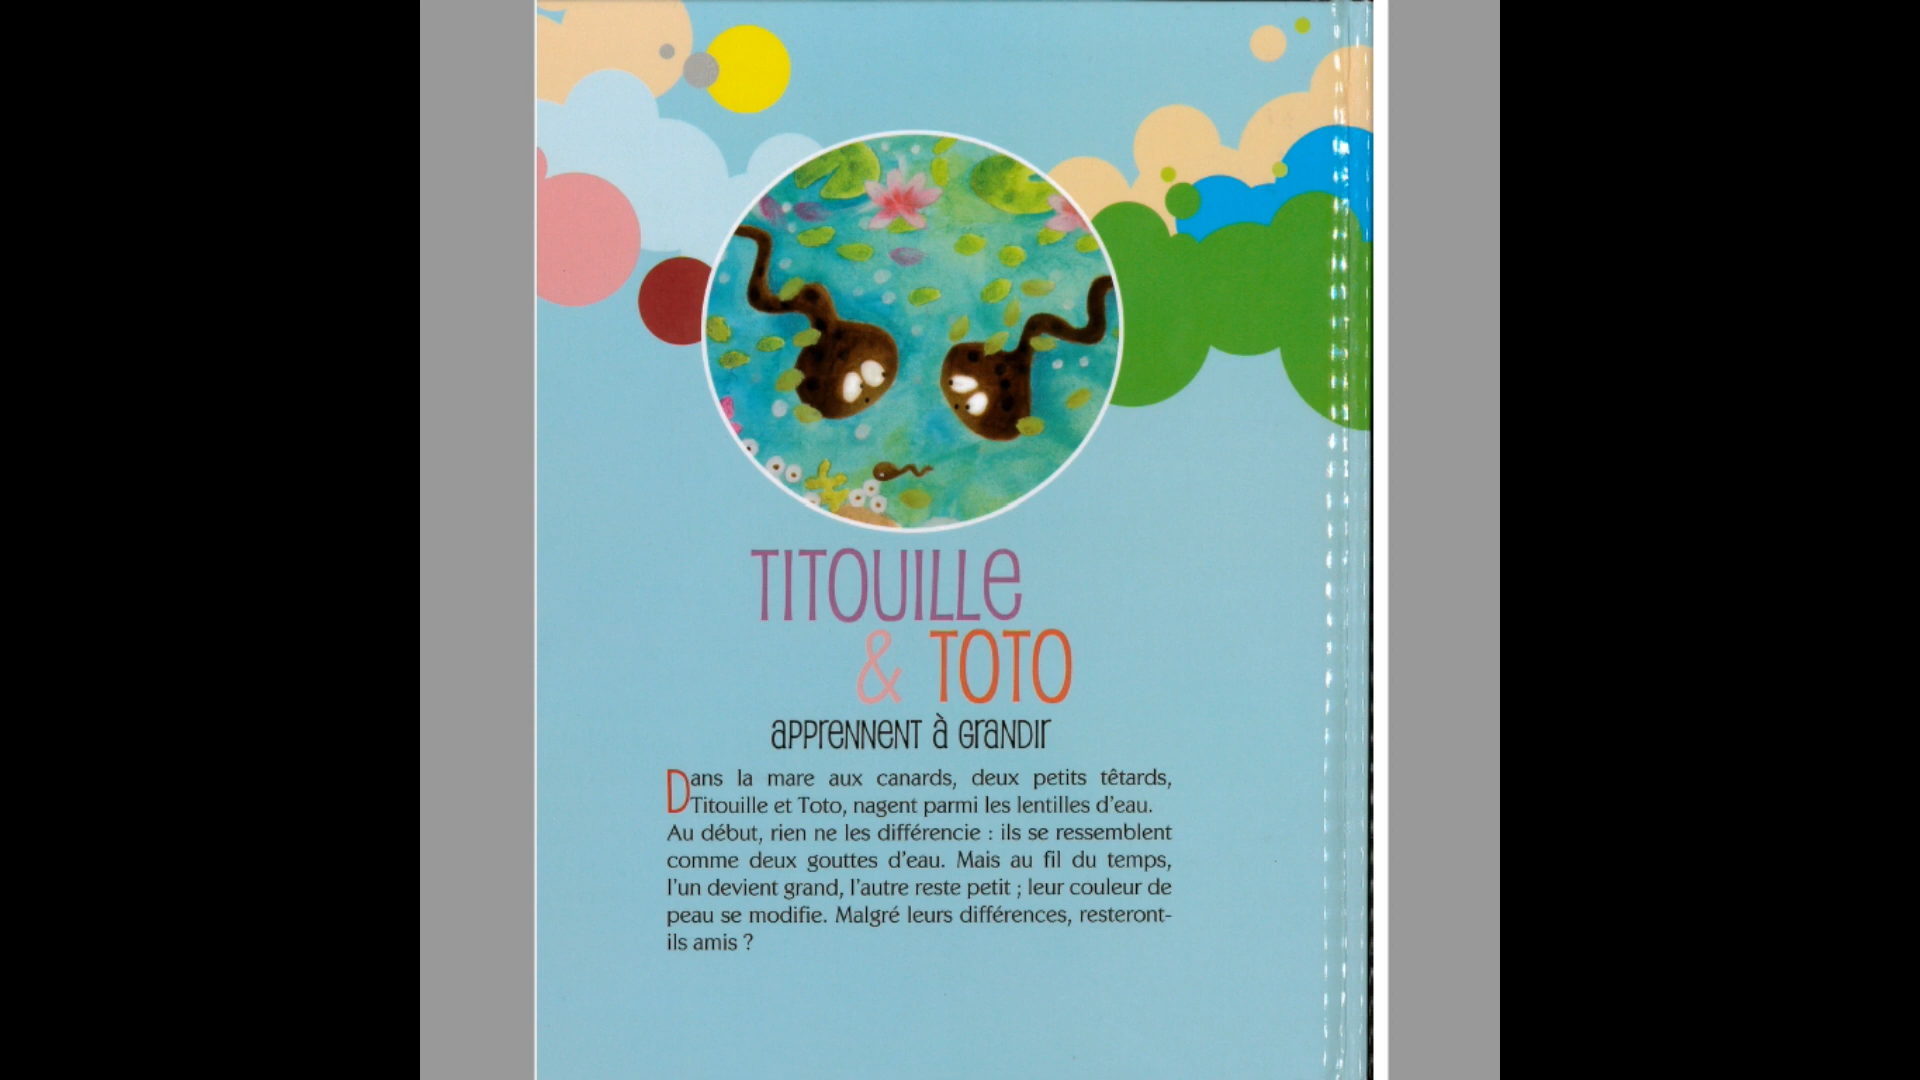 TITOUILLe
& TOTO
apprennent à grandir
Dans la mare aux canards, deux petits têtards,
Titouille et Toto, nagent parmi les lentilles d'eau.
Au début, rien ne les différencie : ils se ressemblent
comme deux gouttes d'eau. Mais au fil du temps,
l'un devient grand, l'autre reste petit ; leur couleur de
peau se modifie. Malgré leurs différences, resteront-
ils amis ?